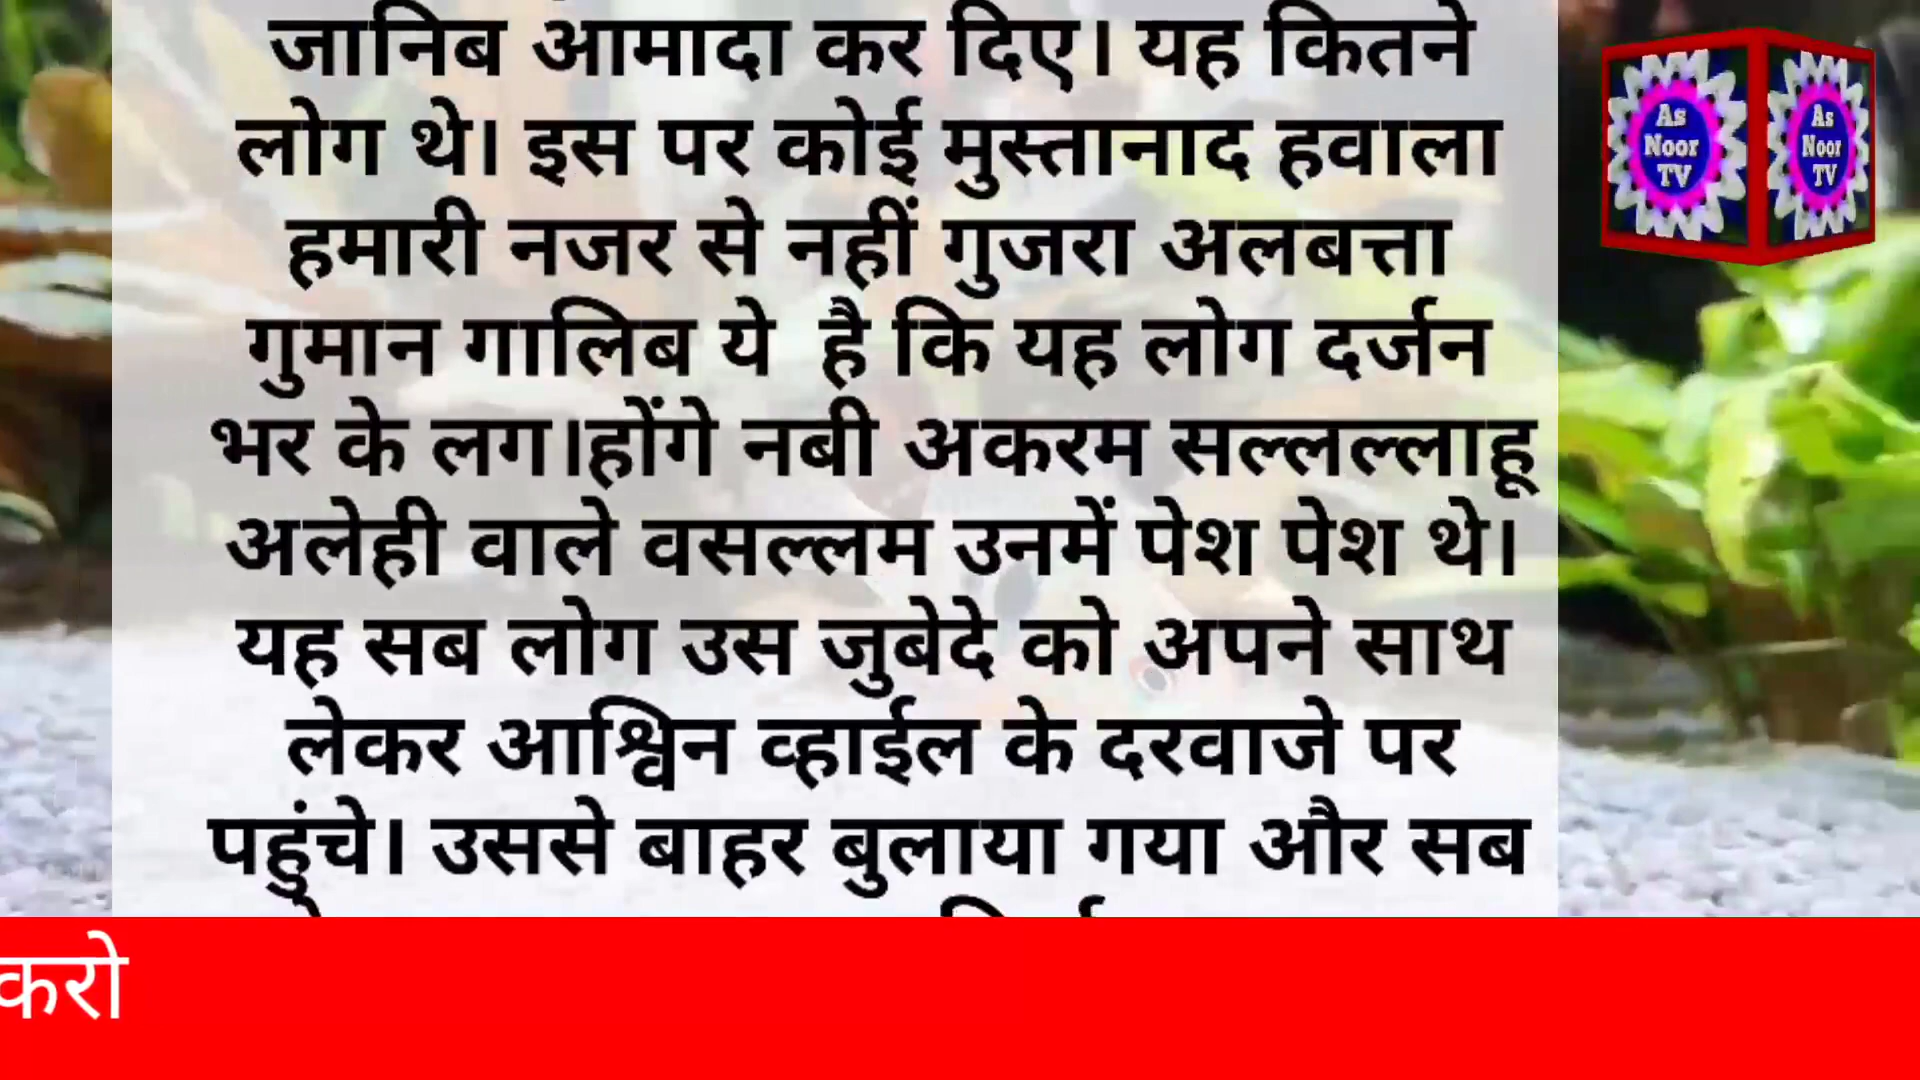 जानिब आमादा कर दिए। यह कितने
लोग थे। इस पर कोई मुस्तानाद हवाला
हमारी नजर से नहीं गुजरा अलबत्ता
गुमान गालिब ये है कि यह लोग दर्जन
भर के लग।होंगे नबी अकरम सल्लल्लाहू
अलेही वाले वसल्लम उनमें पेश पेश थे।
यह सब लोग उस जुबेदे को अपने साथ
लेकर आश्विन व्हाईल के दरवाजे पर
पहुंचे। उससे बाहर बुलाया गया और सब
करो
As
Noor
TV
As
Noor
TV